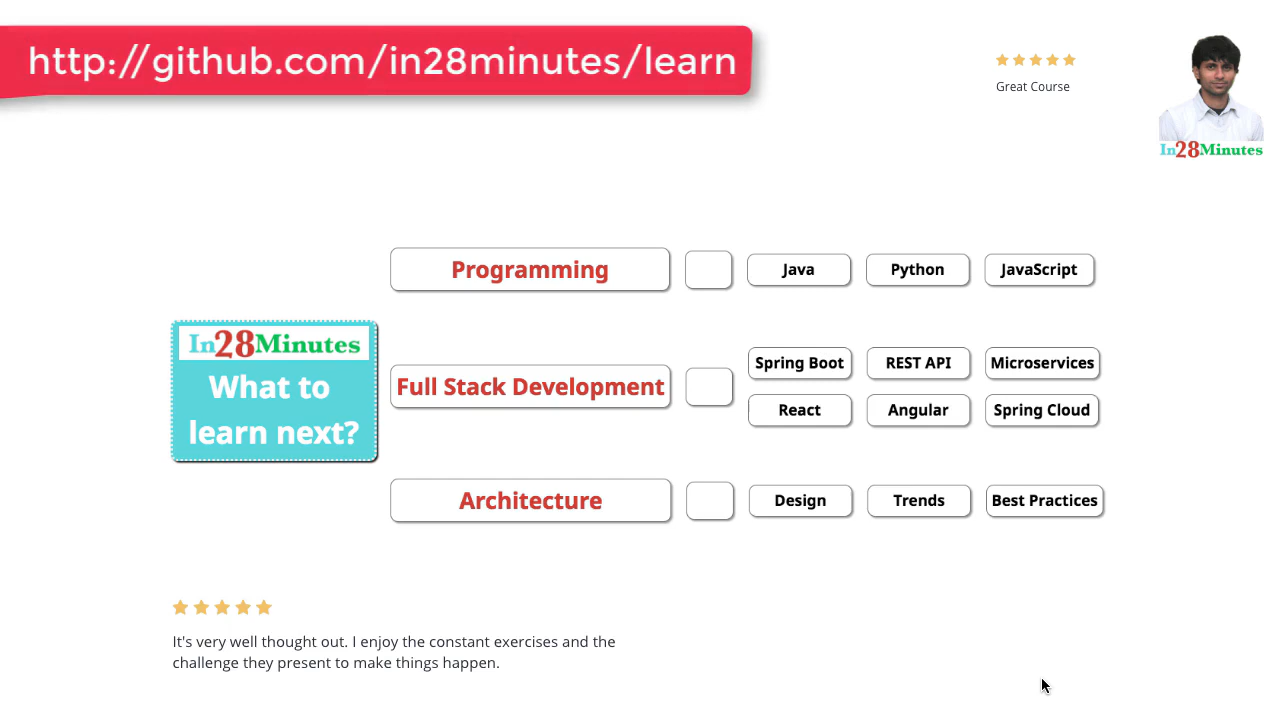 http://github.com/in28minutes/learn
Great Course
In28Minutes
Programming
Java
Python
JavaScript
In28Minutes
What to
learn next?
Full Stack Development
Spring Boot
REST API
Microservices
React
Angular
Spring Cloud
Architecture
Design
Trends
Best Practices
It's very well thought out. I enjoy the constant exercises and the
challenge they present to make things happen.